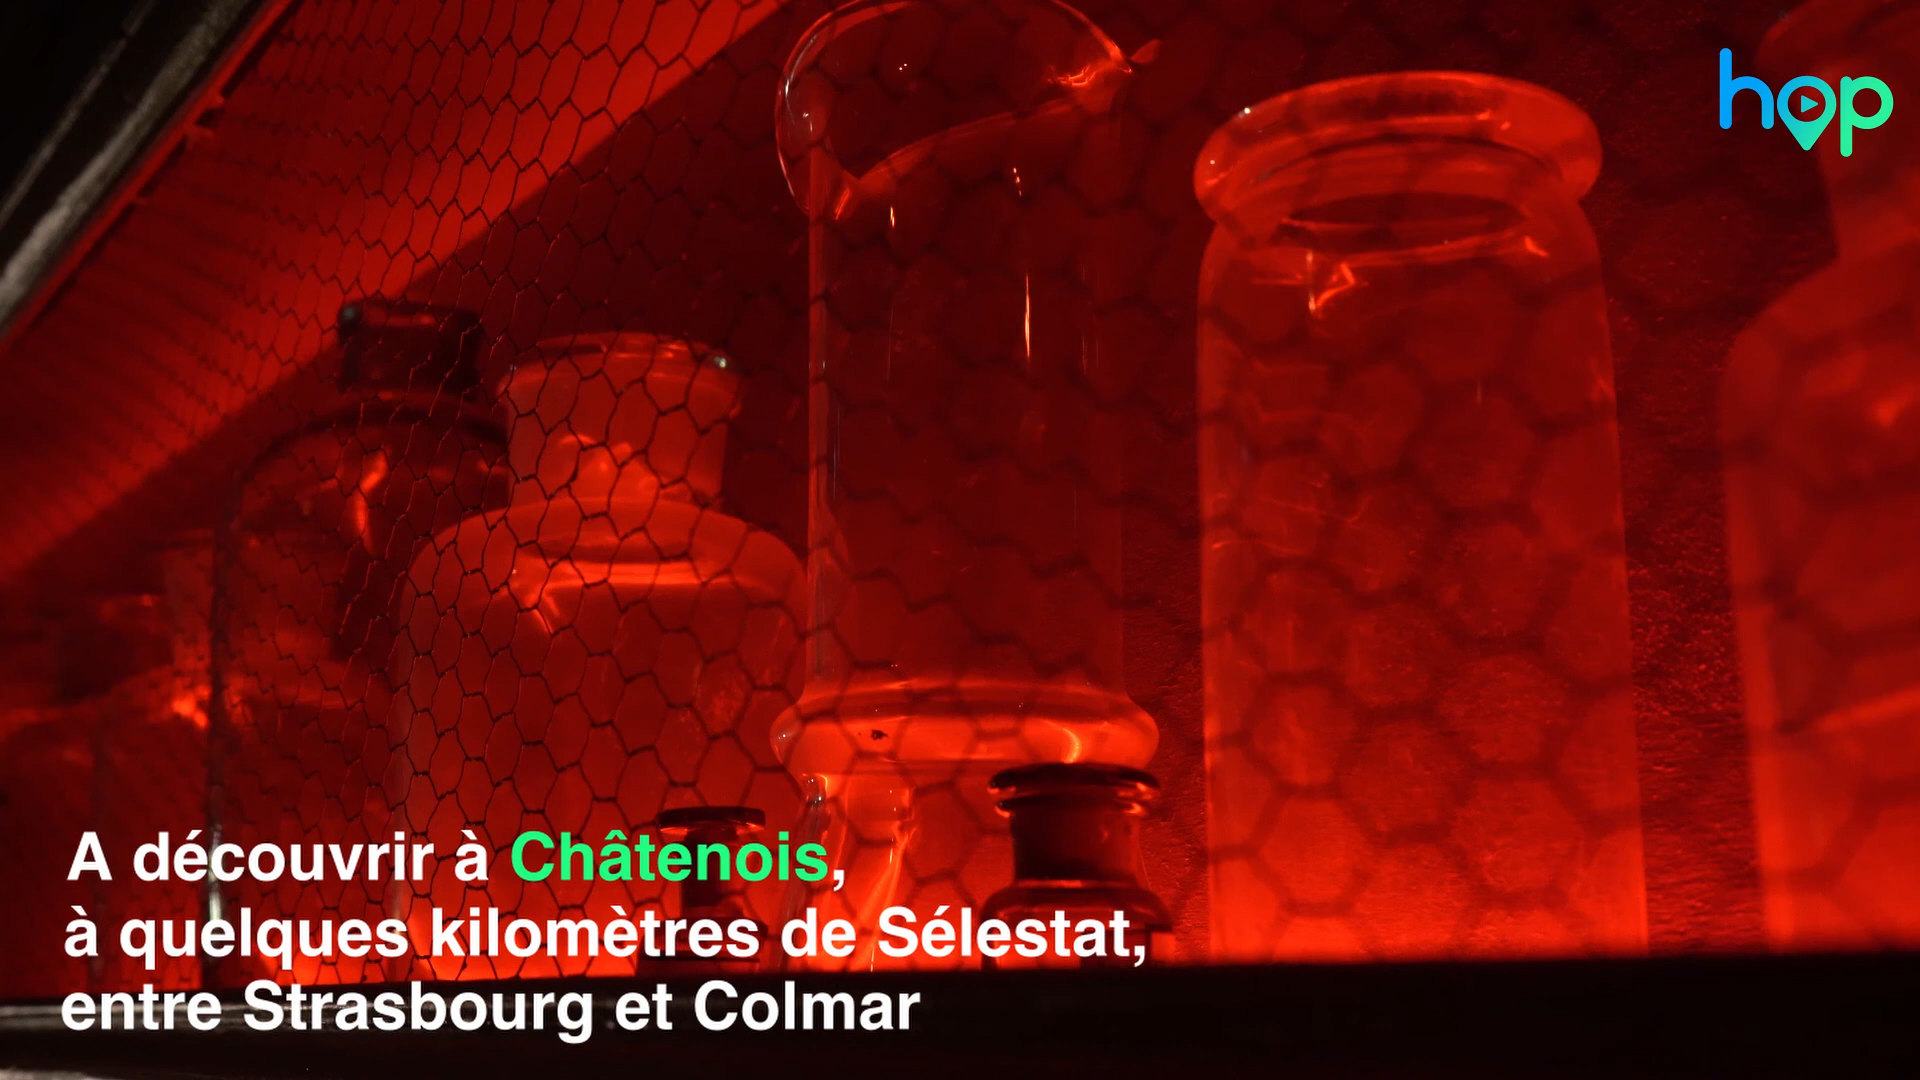 hop
A découvrir à Châtenois,
à quelques kilomètres de Sélestat,
entre Strasbourg et Colmar